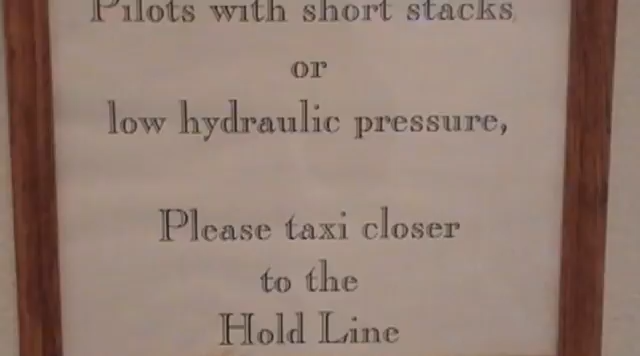 Pilots with short stacks
or
low hydraulic pressure,
Please taxi closer
to the
Hold Line